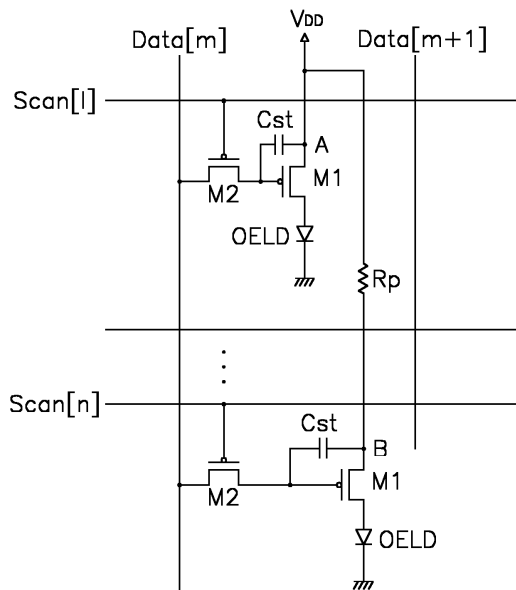 VDD
Data[m]
Data[m+1]
Scan[l]
Cst
A
M1
M2
OELD
Rp
Scan[n]
Cst
B
M1
M2
OELD